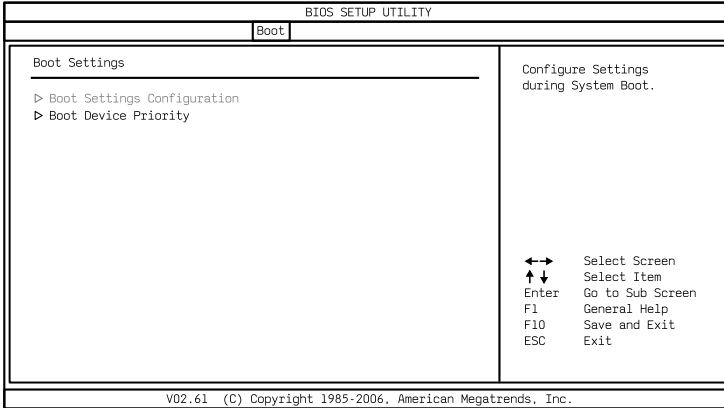 BIOS SETUP UTILITY
Boot
Boot Settings
Boot Settings Configuration
Boot Device Priority
Configure Settings
during System Boot.
Select Screen
Select Item
Enter Go to Sub Screen
F1 General Help
F10 Save and Exit
ESC Exit
V02.61 (C) Copyright 1985-2006, American Megatrends, Inc.